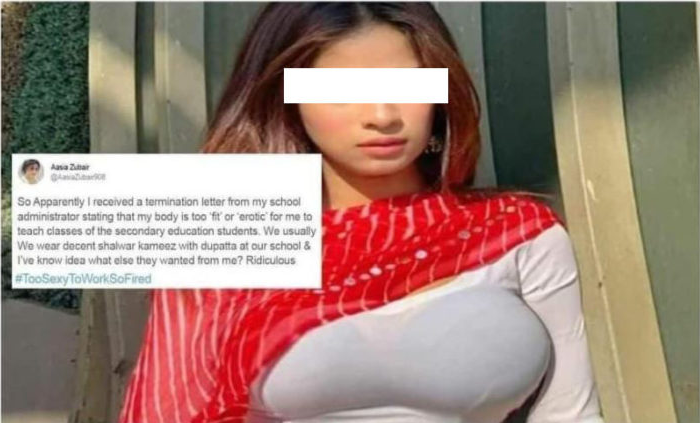 Aasia Zubair
@AasiaZubair908
So Apparently I received a termination letter from my school
administrator stating that my body is too 'fit' or 'erotic' for me to
teach classes of the secondary education students. We usually
We wear decent shalwar kameez with dupatta at our school &
I've know idea what else they wanted from me? Ridiculous
#TooSexyToWorkSoFired